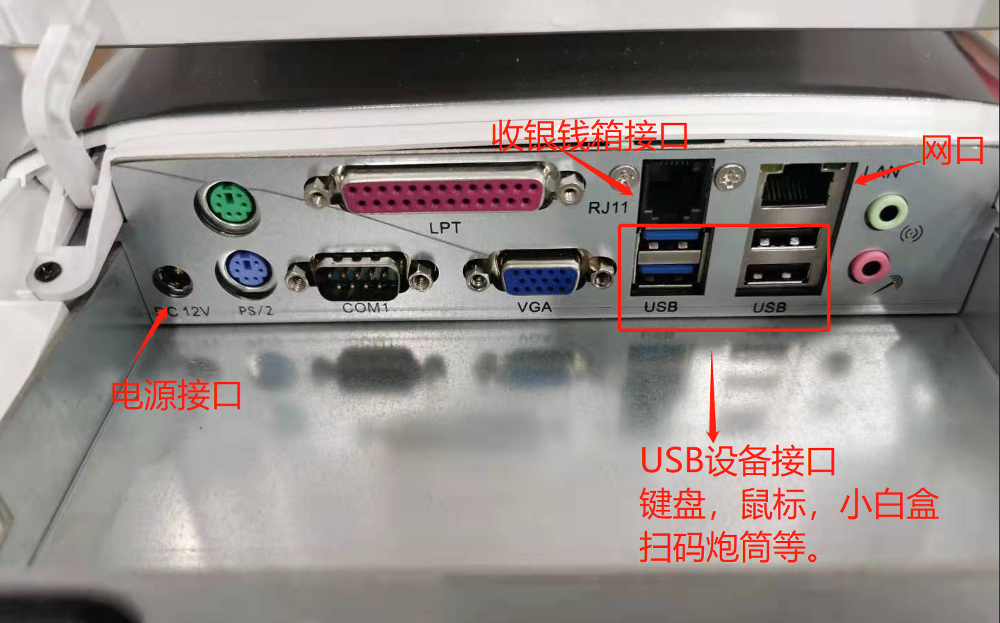 收银钱箱接口
网口
LAN
RJ11
LPT
DC 12V
PS/2
COM1
VGA
USB
USB
电源接口
USB设备接口
键盘，鼠标，小白盒
扫码炮筒等。